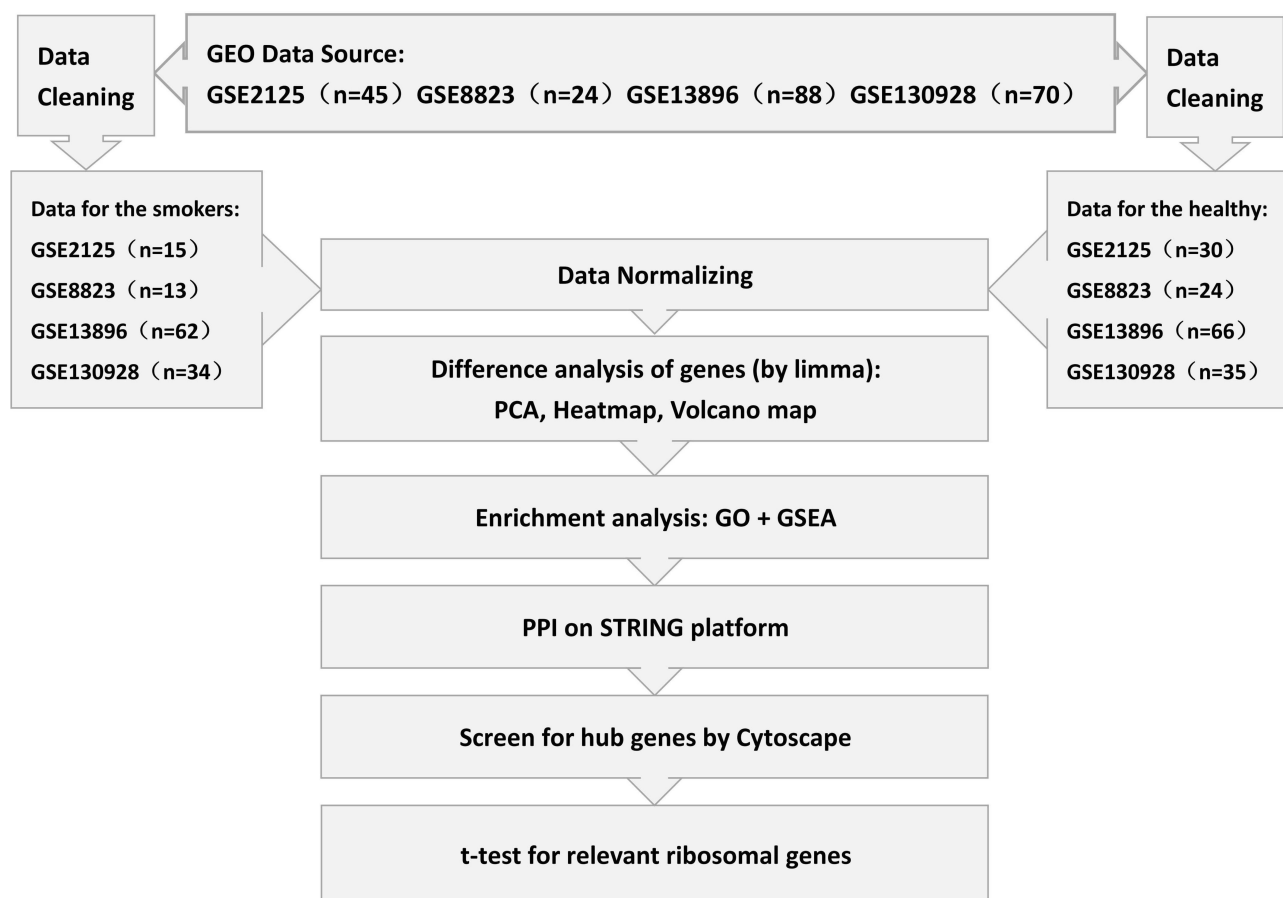 Data
Cleaning
GEO Data Source:
GSE2125（n=45）GSE8823（n=24）GSE13896（n=88）GSE130928（n=70）
Data
Cleaning
Data for the smokers:
GSE2125（n=15）
GSE8823（n=13）
GSE13896（n=62）
GSE130928（n=34）
Data for the healthy:
GSE2125（n=30）
GSE8823（n=24）
GSE13896（n=66）
GSE130928（n=35）
Data Normalizing
Difference analysis of genes (by limma):
PCA, Heatmap, Volcano map
Enrichment analysis: GO + GSEA
PPI on STRING platform
Screen for hub genes by Cytoscape
t-test for relevant ribosomal genes